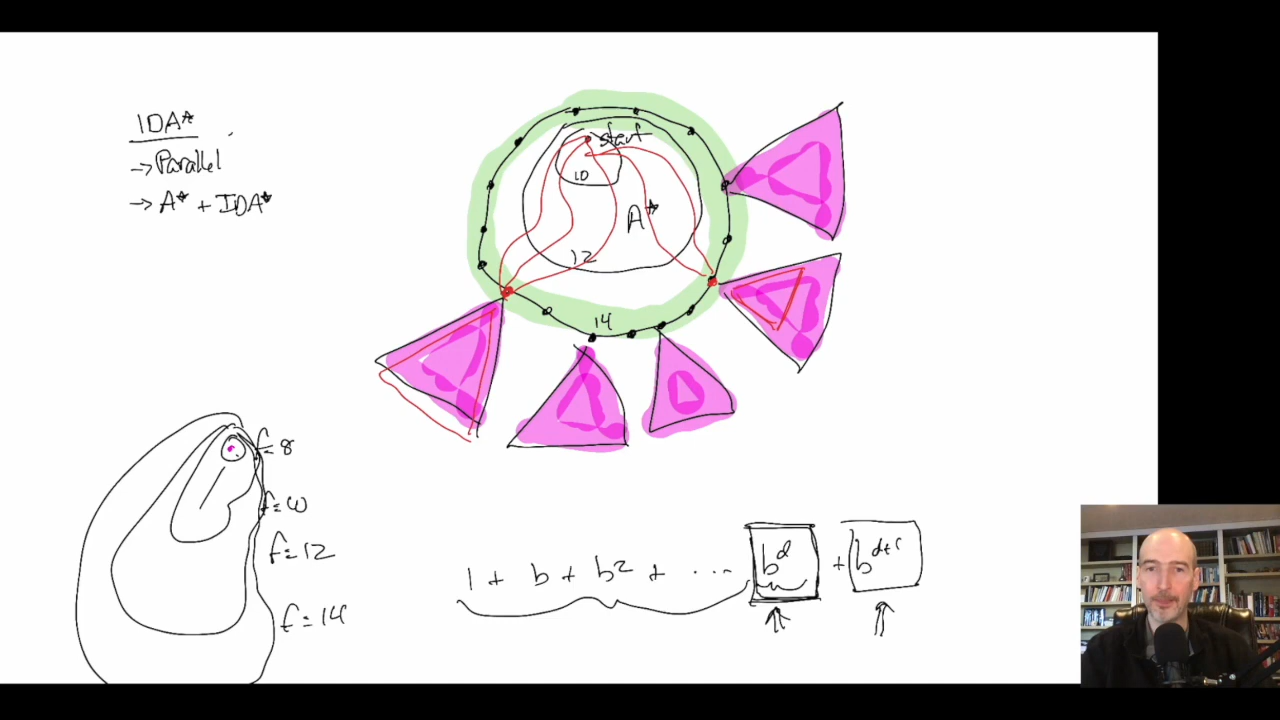 IDA*
→ Parallel
→ A* + IDA*
start
10
A*
12
14
f=8
f=10
f=12
f=14
1 + b + b² + ... b^d + b^{d+1}